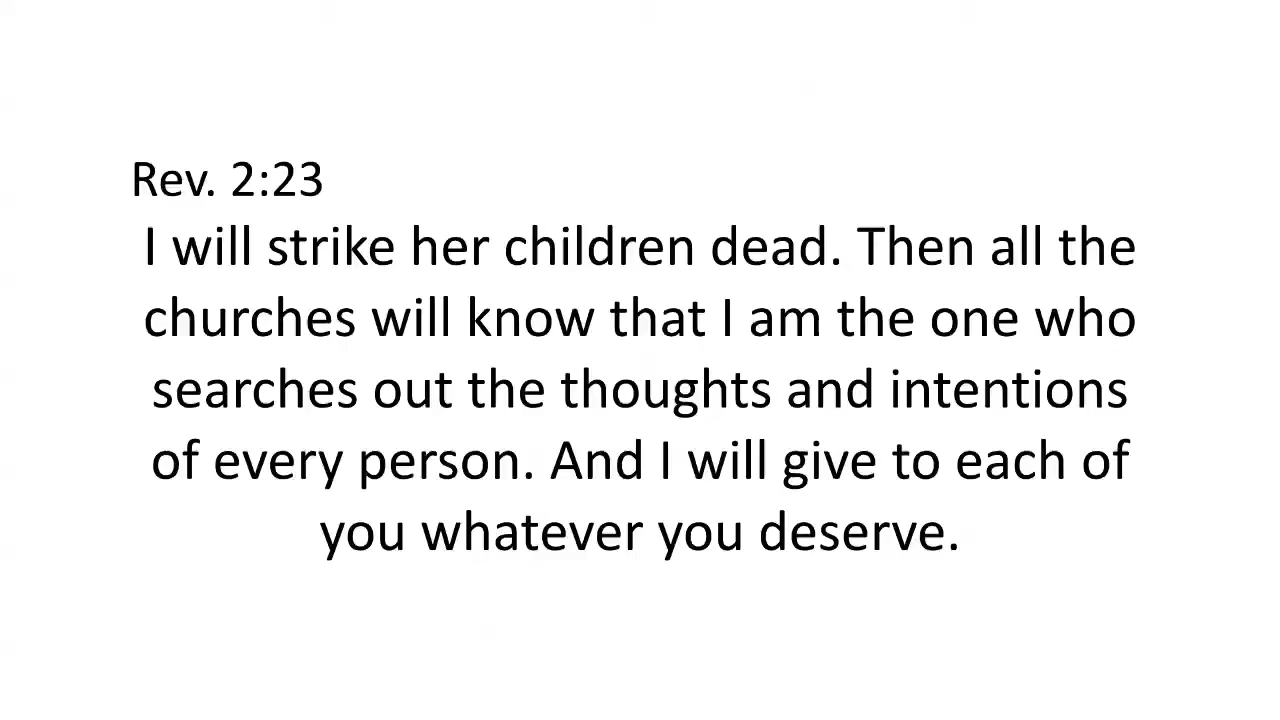 Rev. 2:23
I will strike her children dead. Then all the
churches will know that I am the one who
searches out the thoughts and intentions
of every person. And I will give to each of
you whatever you deserve.